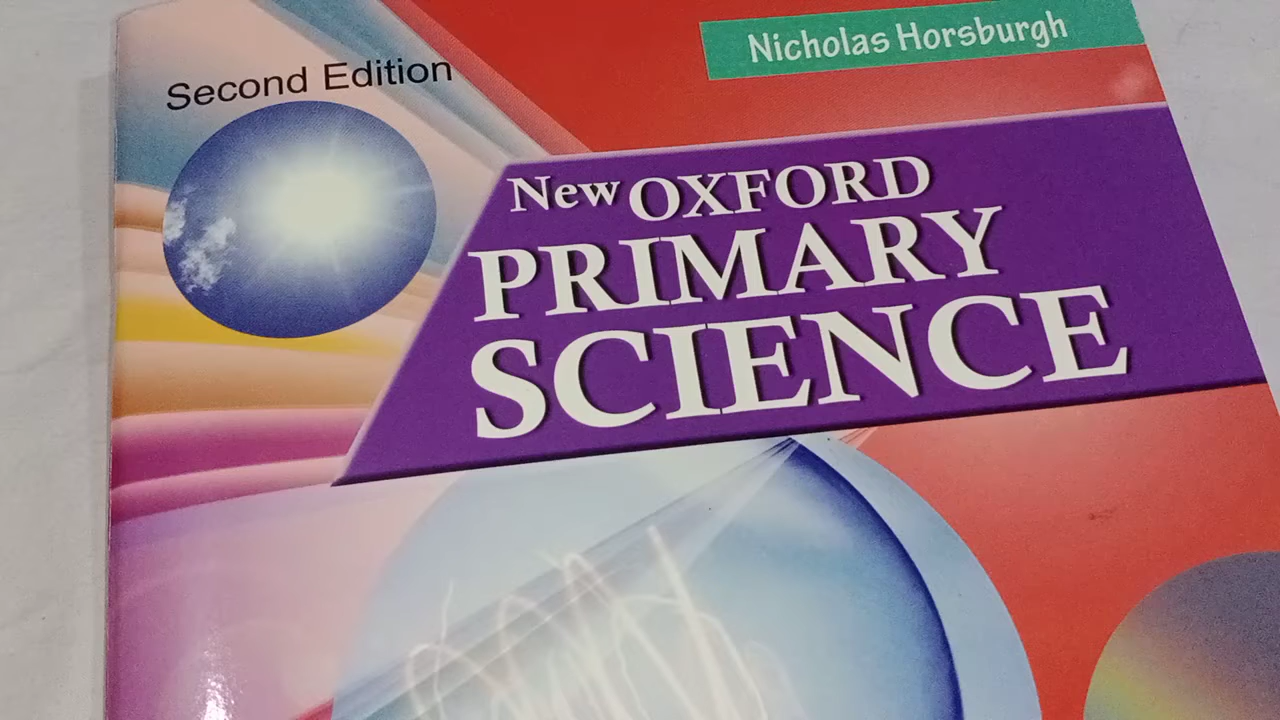 Nicholas Horsburgh
Second Edition
New OXFORD
PRIMARY
SCIENCE